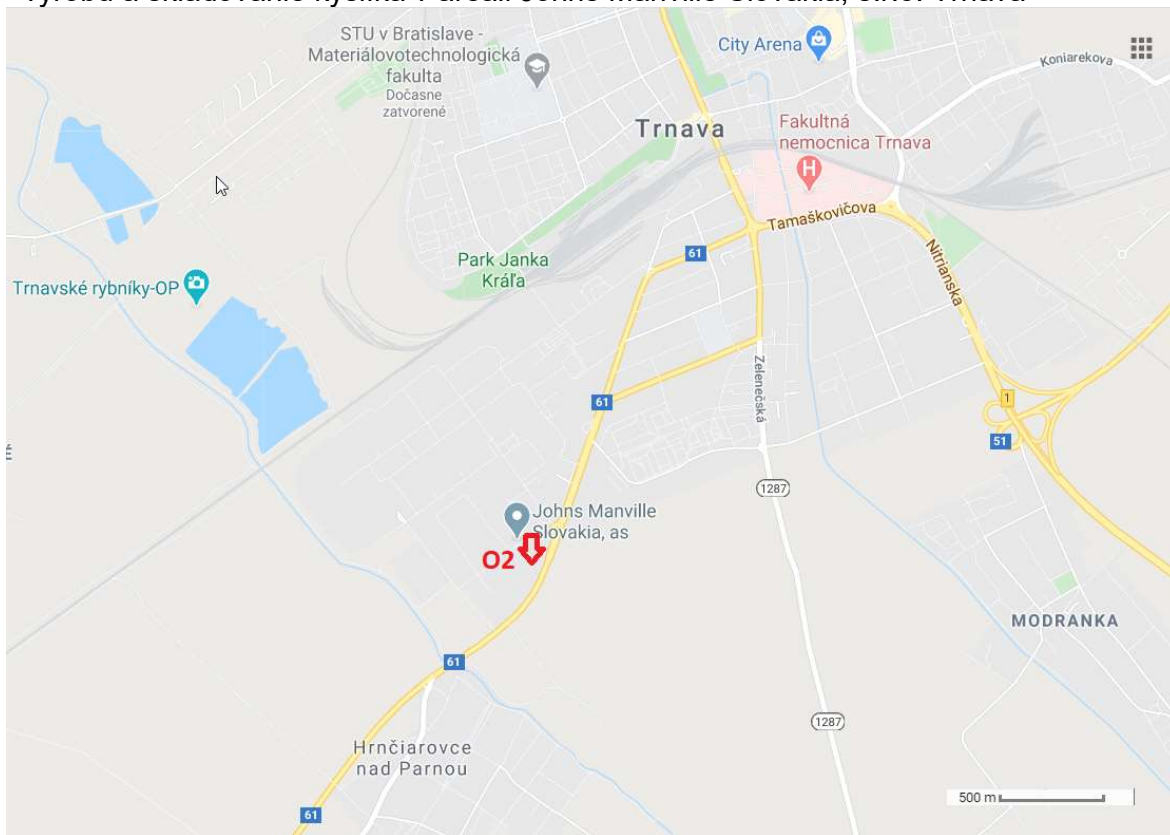 STU v Bratislave -
Materiálovotechnologická
fakulta
Dočasne
zatvorené
City Arena
Koniarekova
Trnava
Fakultná
nemocnica Trnava
H
Tamaškovičova
Nitrianska
61
Park Janka
Kráľa
Trnavské rybníky-OP
Zelenečská
61
1
51
1287
Johns Manville
Slovakia, as
O2
MODRANKA
61
1287
Hrnčiarovce
nad Parnou
500 m
61